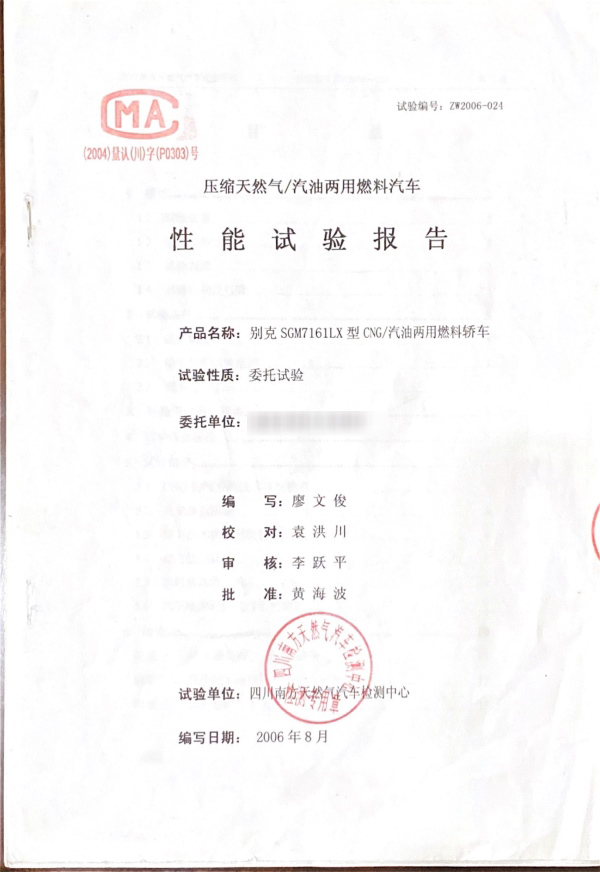 试验编号：ZW2006-024
CMA
(2004)量认(川)字(P0303)号
压缩天然气/汽油两用燃料汽车
性能试验报告
产品名称：别克 SGM7161LX 型 CNG/汽油两用燃料轿车
试验性质：委托试验
委托单位：
编 写：廖文俊
校 对：袁洪川
审 核：李跃平
批 准：黄海波
四川南方天然气汽车检测中心
检测专用章
试验单位：四川南方天然气汽车检测中心
编写日期： 2006 年 8 月